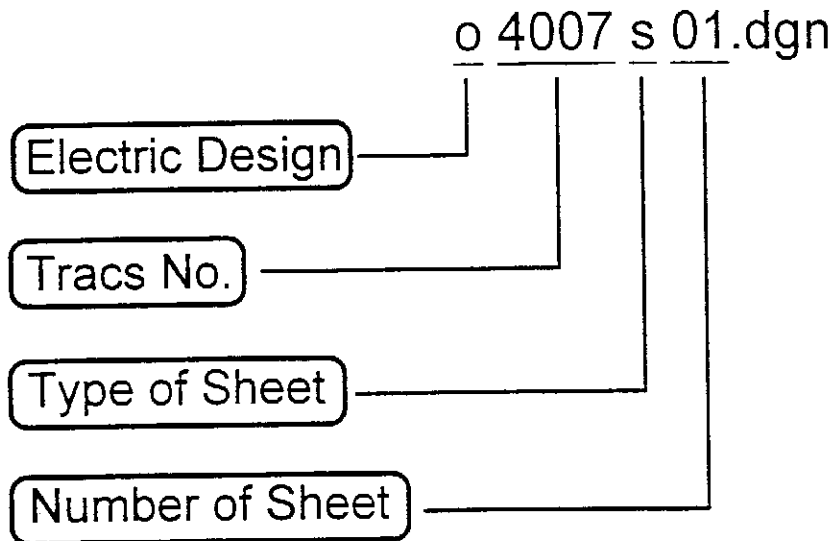 o 4007 s 01.dgn
Electric Design
Tracs No.
Type of Sheet
Number of Sheet